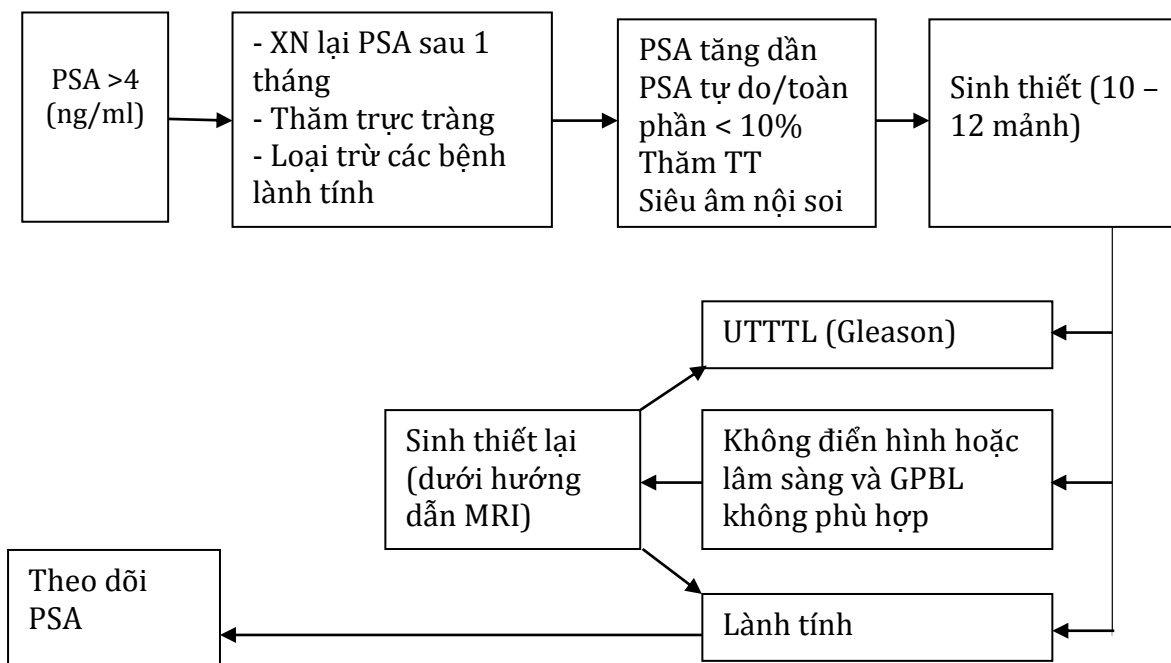 PSA >4
(ng/ml)
- XN lại PSA sau 1
tháng
- Thăm trực tràng
- Loại trừ các bệnh
lành tính
PSA tăng dần
PSA tự do/toàn
phần < 10%
Thăm TT
Siêu âm nội soi
Sinh thiết (10 –
12 mảnh)
UTTTL (Gleason)
Sinh thiết lại
(dưới hướng
dẫn MRI)
Không điển hình hoặc
lâm sàng và GPBL
không phù hợp
Lành tính
Theo dõi
PSA